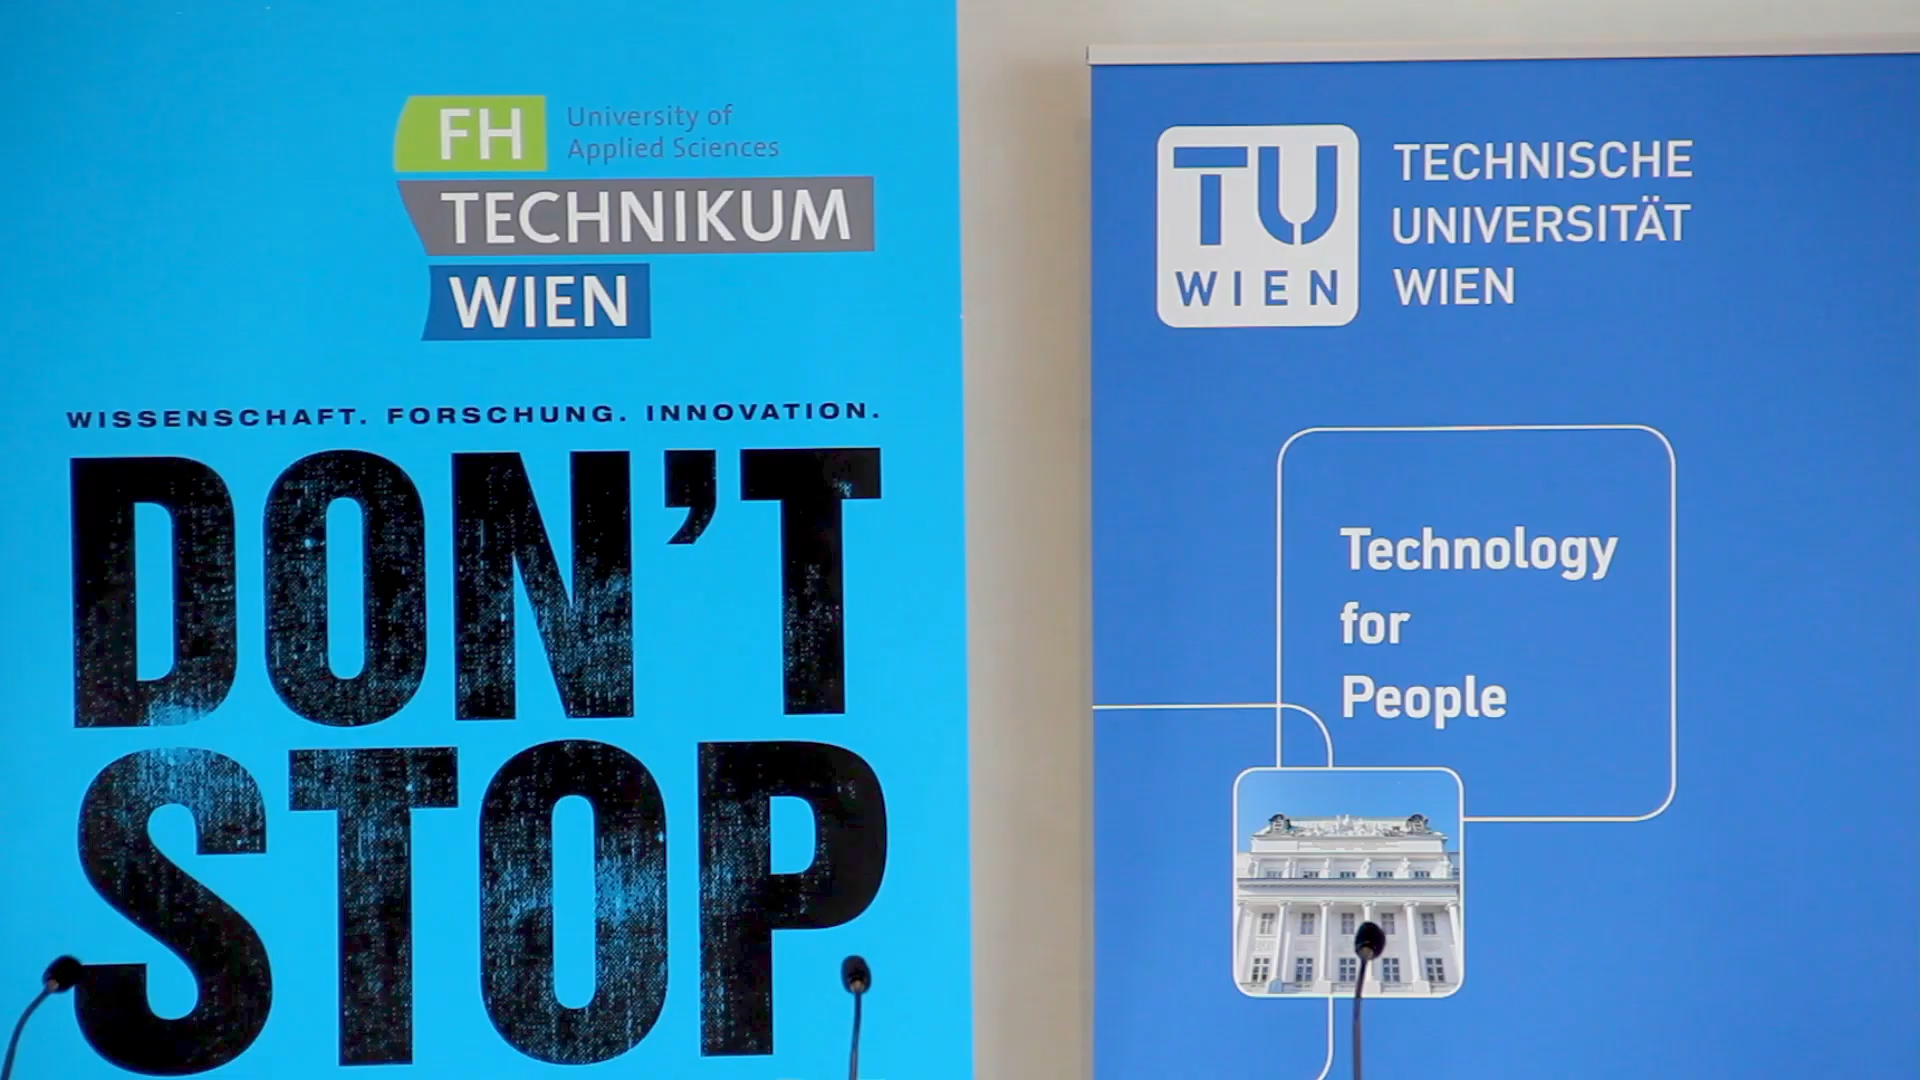 FH
University of
Applied Sciences
TECHNIKUM
WIEN
WISSENSCHAFT. FORSCHUNG. INNOVATION.
DON'T
STOP
TU
WIEN
TECHNISCHE
UNIVERSITÄT
WIEN
Technology
for
People